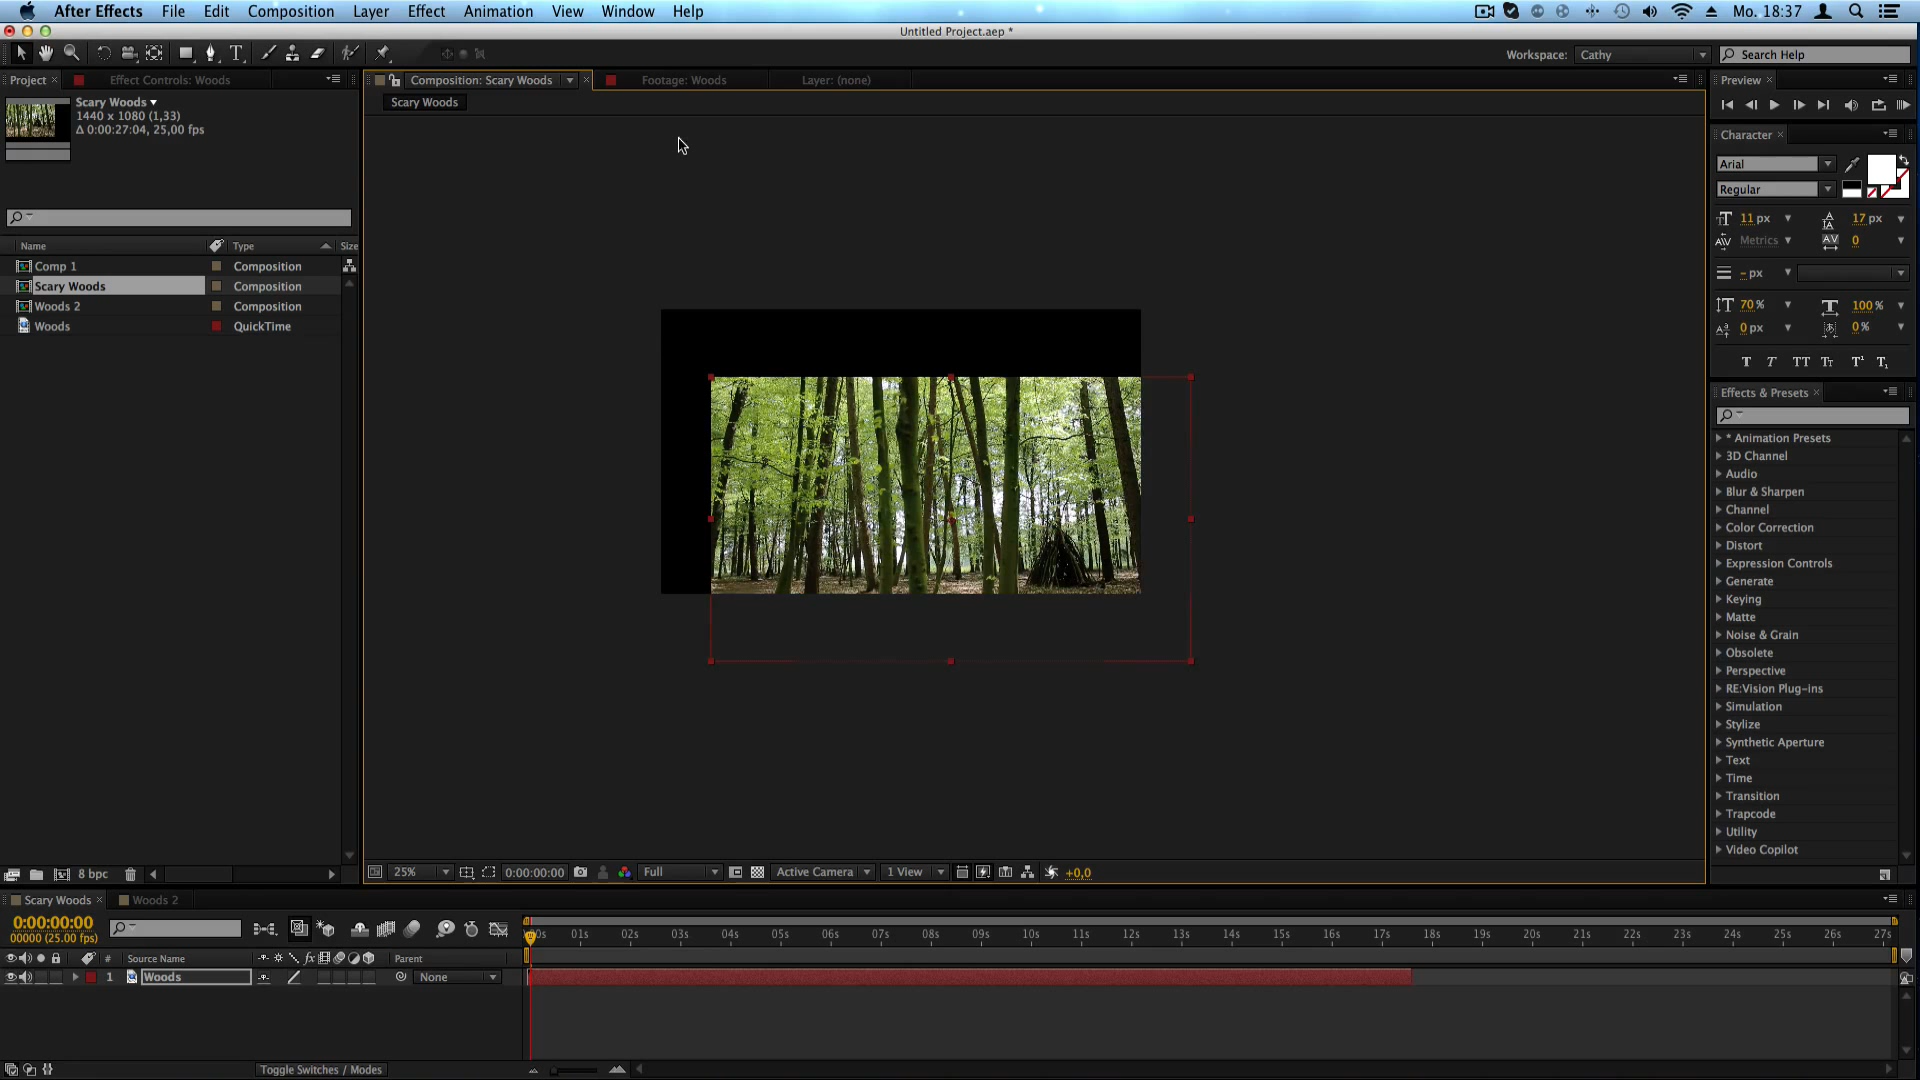 After Effects File Edit Composition Layer Effect Animation View Window Help Mo. 18:37
Untitled Project.aep *
Workspace: Cathy Search Help
Project Effect Controls: Woods Composition: Scary Woods Footage: Woods Layer: (none) Preview
Scary Woods
1440 x 1080 (1,33)
Δ 0:00:27:04, 25,00 fps
Scary Woods
Character
Arial
Regular
11 px 17 px
Metrics 0
- px
70 % 100 %
0 px 0 %
T T TT Tr T¹ T₁
Name Type Size
Comp 1 Composition
Scary Woods Composition
Woods 2 Composition
Woods QuickTime
Effects & Presets
* Animation Presets
3D Channel
Audio
Blur & Sharpen
Channel
Color Correction
Distort
Expression Controls
Generate
Keying
Matte
Noise & Grain
Obsolete
Perspective
RE:Vision Plug-ins
Simulation
Stylize
Synthetic Aperture
Text
Time
Transition
Trapcode
Utility
Video Copilot
8 bpc
25% 0:00:00:00 Full Active Camera 1 View +0,0
Scary Woods Woods 2
0:00:00:00
00000 (25.00 fps)
00s 01s 02s 03s 04s 05s 06s 07s 08s 09s 10s 11s 12s 13s 14s 15s 16s 17s 18s 19s 20s 21s 22s 23s 24s 25s 26s 27s
# Source Name fx Parent
1 Woods None
Toggle Switches / Modes